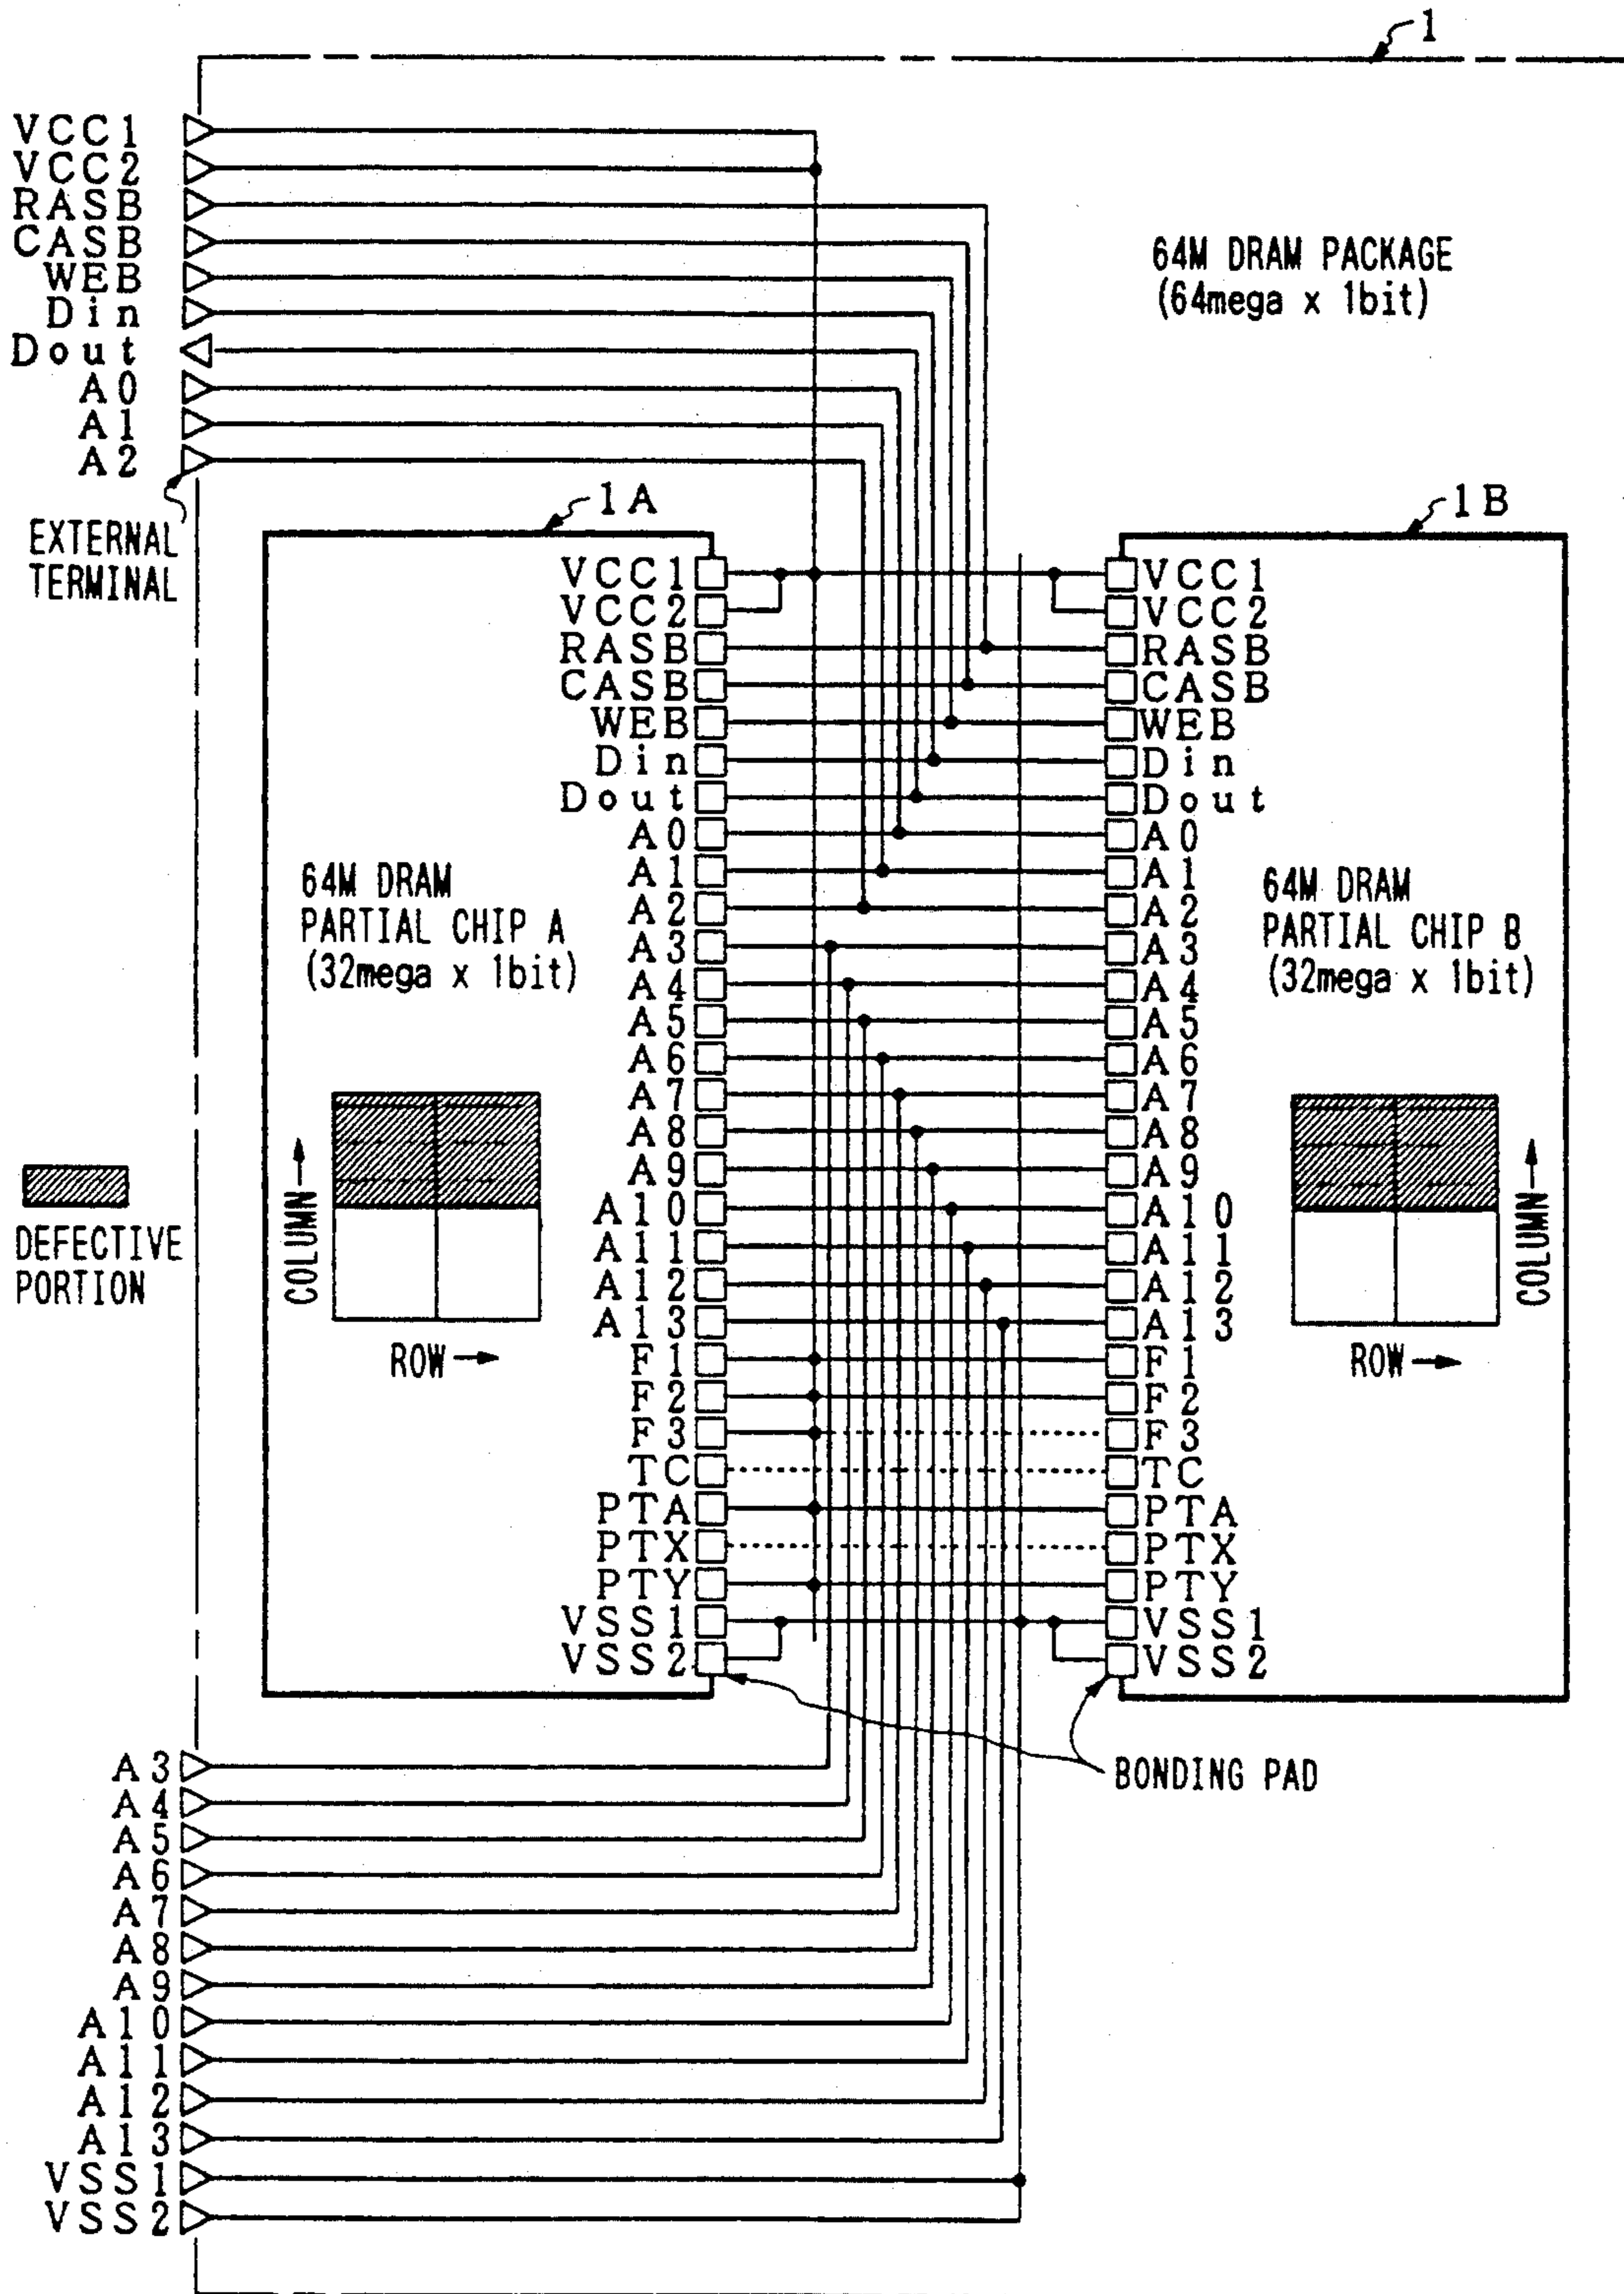 1
VCC1
VCC2
RASB
CASB
WEB
Din
Dout
A0
A1
A2
EXTERNAL
TERMINAL
64M DRAM PACKAGE
(64mega x 1bit)
1A
VCC1
VCC2
RASB
CASB
WEB
Din
Dout
A0
A1
A2
A3
A4
A5
A6
A7
A8
A9
A10
A11
A12
A13
F1
F2
F3
TC
PTA
PTX
PTY
VSS1
VSS2
64M DRAM
PARTIAL CHIP A
(32mega x 1bit)
COLUMN
ROW
DEFECTIVE
PORTION
1B
VCC1
VCC2
RASB
CASB
WEB
Din
Dout
A0
A1
A2
A3
A4
A5
A6
A7
A8
A9
A10
A11
A12
A13
F1
F2
F3
TC
PTA
PTX
PTY
VSS1
VSS2
64M DRAM
PARTIAL CHIP B
(32mega x 1bit)
COLUMN
ROW
BONDING PAD
A3
A4
A5
A6
A7
A8
A9
A10
A11
A12
A13
VSS1
VSS2